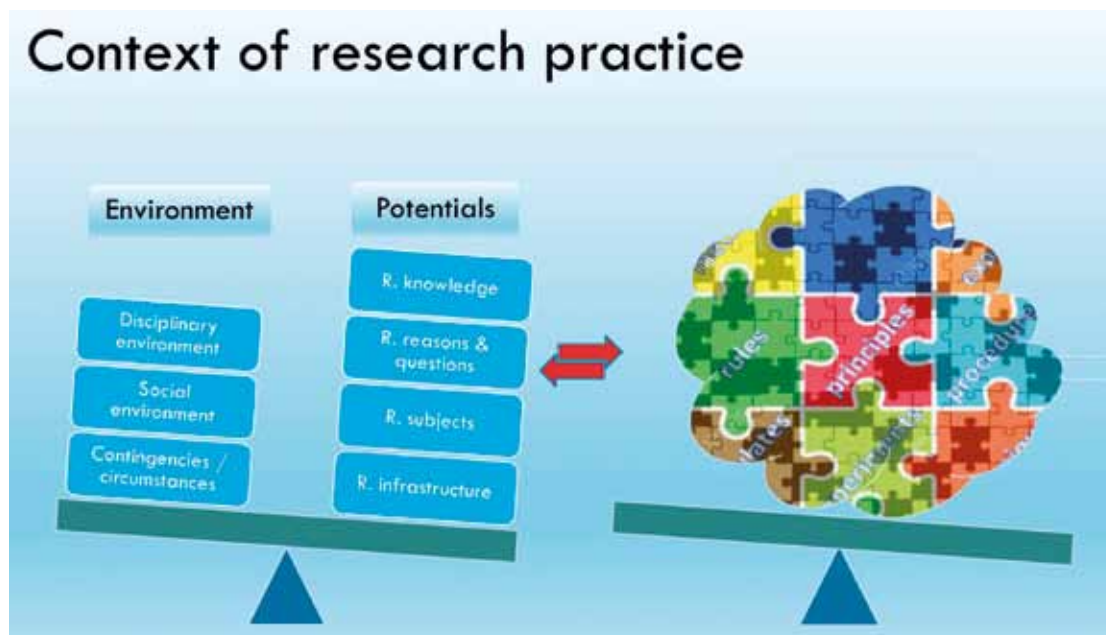 Context of research practice
Environment
Potentials
Disciplinary
environment
Social
environment
Contingencies /
circumstances
R. knowledge
R. reasons &
questions
R. subjects
R. infrastructure
rules
principles
procedure